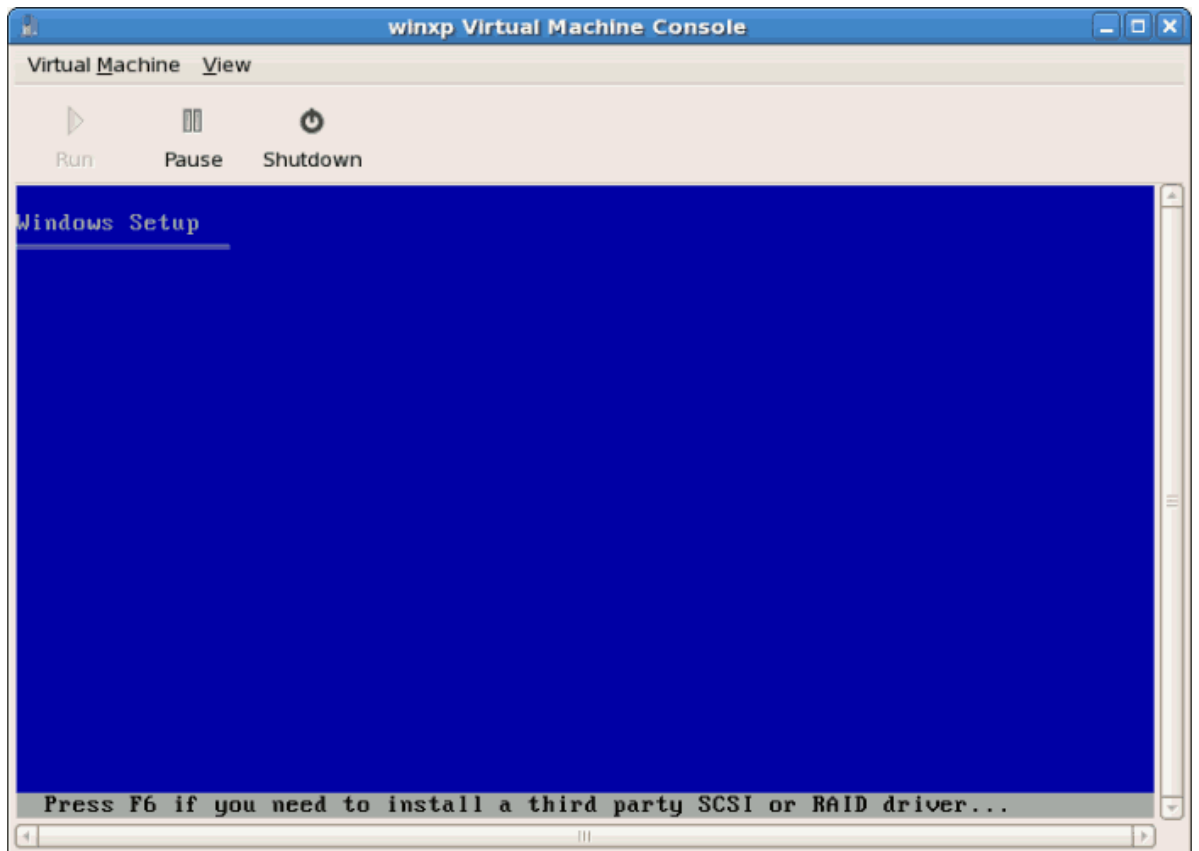 winxp Virtual Machine Console
Virtual Machine View
Run Pause Shutdown
Windows Setup
Press F6 if you need to install a third party SCSI or RAID driver...